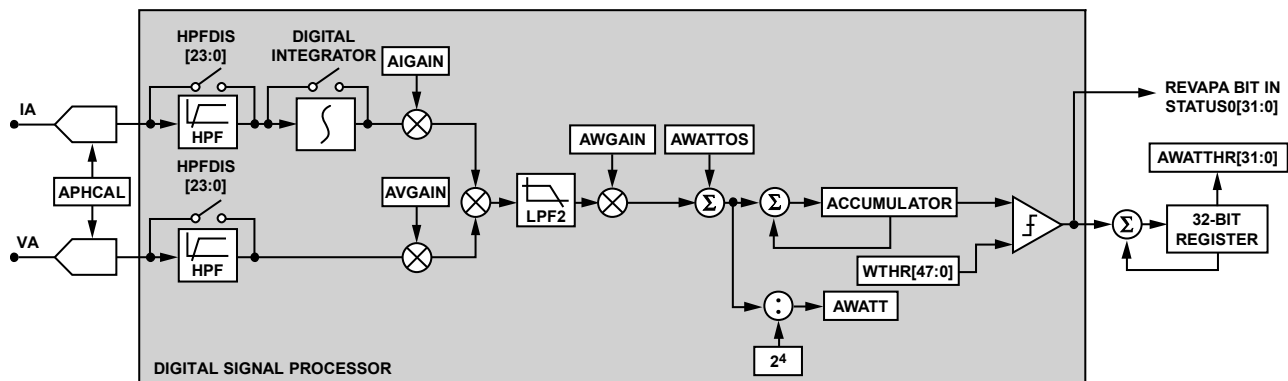 HPFDIS
[23:0]
DIGITAL
INTEGRATOR
AIGAIN
IA
HPF
REVAPA BIT IN
STATUS0[31:0]
APHCAL
HPFDIS
[23:0]
AVGAIN
AWGAIN
AWATTOS
AWATTHR[31:0]
LPF2
Σ
Σ
ACCUMULATOR
Σ
32-BIT
REGISTER
VA
HPF
WTHR[47:0]
:
AWATT
2⁴
DIGITAL SIGNAL PROCESSOR